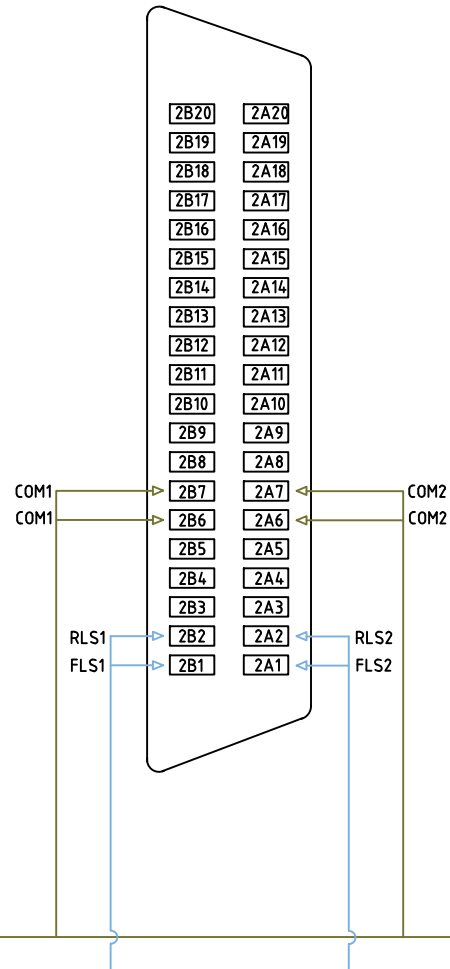 2B20 2A20
2B19 2A19
2B18 2A18
2B17 2A17
2B16 2A16
2B15 2A15
2B14 2A14
2B13 2A13
2B12 2A12
2B11 2A11
2B10 2A10
2B9 2A9
2B8 2A8
COM1 2B7 2A7 COM2
COM1 2B6 2A6 COM2
2B5 2A5
2B4 2A4
2B3 2A3
RLS1 2B2 2A2 RLS2
FLS1 2B1 2A1 FLS2